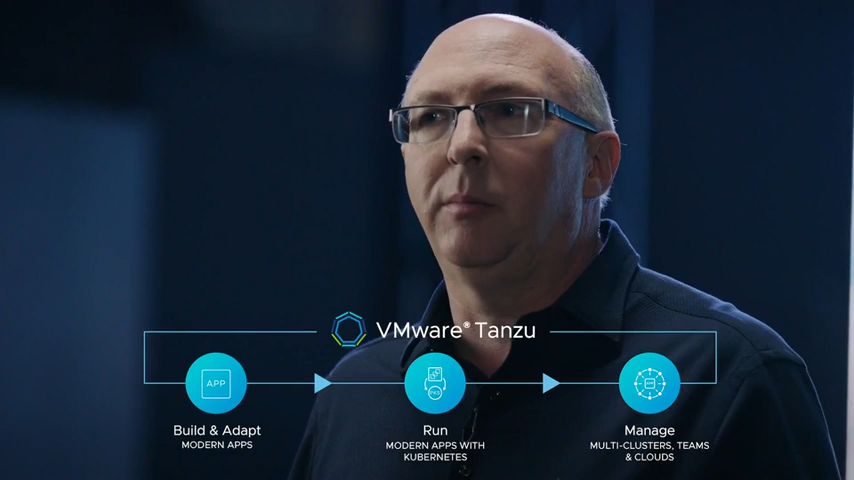 VMware® Tanzu
APP
Build & Adapt
MODERN APPS
Run
MODERN APPS WITH
KUBERNETES
Manage
MULTI-CLUSTERS, TEAMS
& CLOUDS